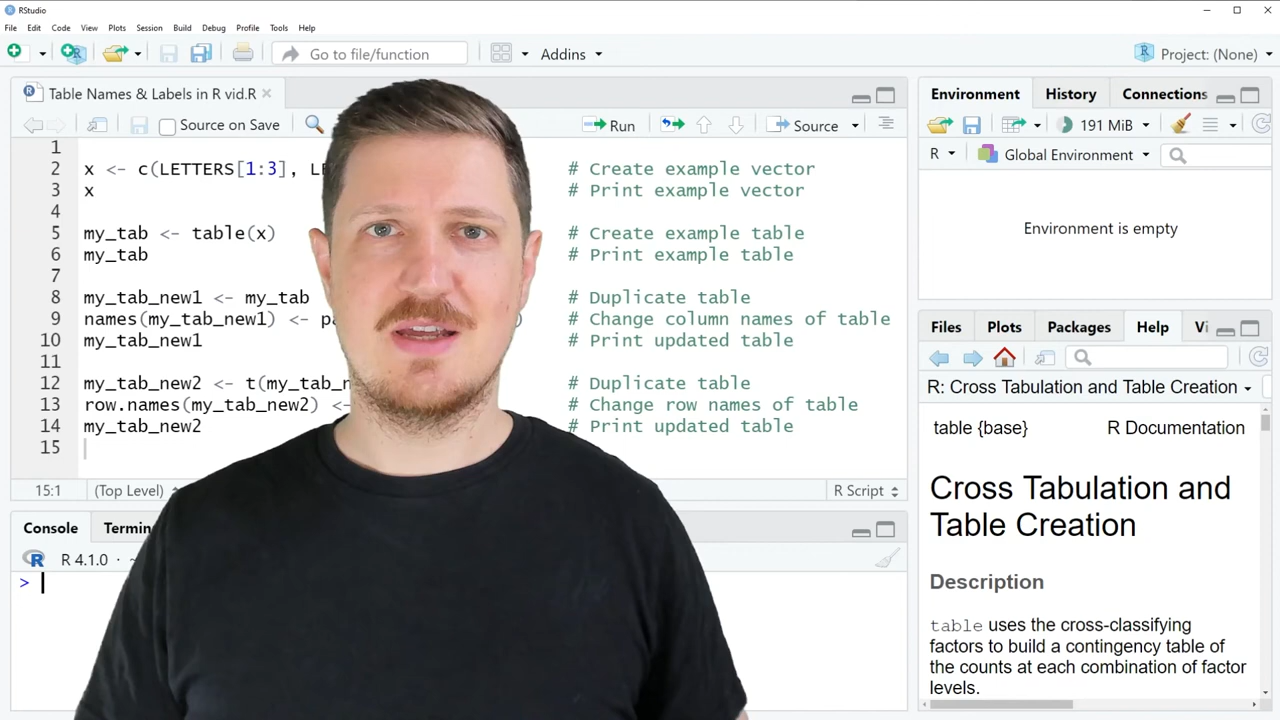 RStudio
File Edit Code View Plots Session Build Debug Profile Tools Help
Go to file/function
Addins
Project: (None)
Table Names & Labels in R vid.R
Source on Save
Run
Source
1
2 x <- c(LETTERS[1:3], # Create example vector
3 x # Print example vector
4
5 my_tab <- table(x) # Create example table
6 my_tab # Print example table
7
8 my_tab_new1 <- my_tab # Duplicate table
9 names(my_tab_new1) <- # Change column names of table
10 my_tab_new1 # Print updated table
11
12 my_tab_new2 <- t(my_tab_n # Duplicate table
13 row.names(my_tab_new2) <- # Change row names of table
14 my_tab_new2 # Print updated table
15
15:1 (Top Level) R Script
Console Termin
R 4.1.0 ·
>
Environment History Connections
191 MiB
R Global Environment
Environment is empty
Files Plots Packages Help Vi
R: Cross Tabulation and Table Creation
table {base} R Documentation
Cross Tabulation and
Table Creation
Description
table uses the cross-classifying
factors to build a contingency table of
the counts at each combination of factor
levels.